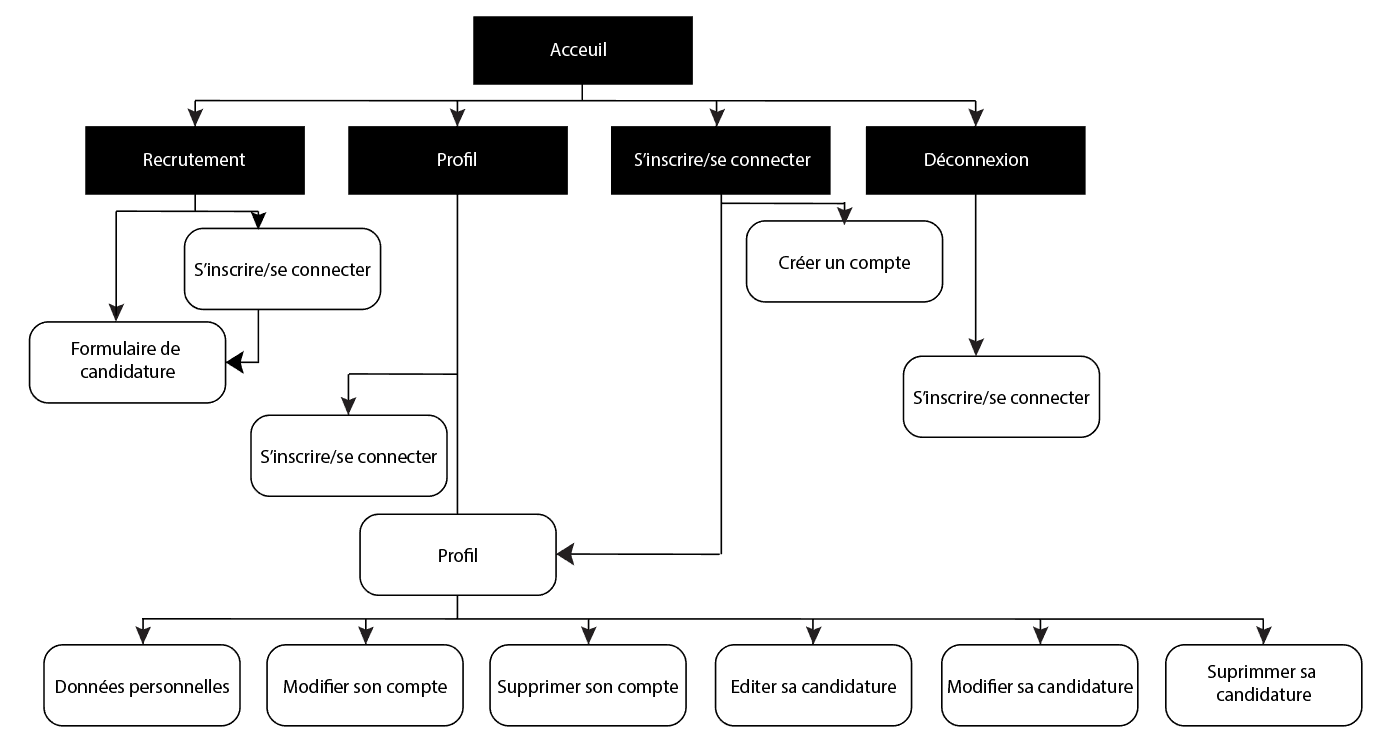 Acceuil
Recrutement
Profil
S'inscrire/se connecter
Déconnexion
S'inscrire/se connecter
Créer un compte
Formulaire de
candidature
S'inscrire/se connecter
S'inscrire/se connecter
Profil
Données personnelles
Modifier son compte
Supprimer son compte
Editer sa candidature
Modifier sa candidature
Suprimmer sa
candidature